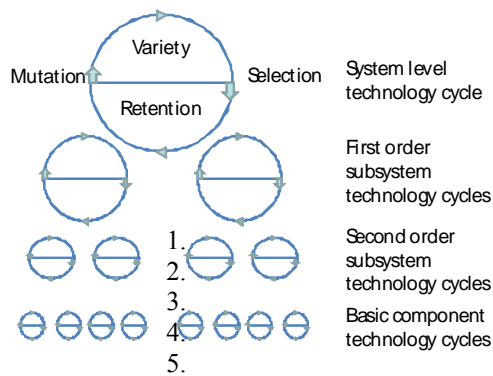 Variety
Mutation
Selection
Retention
System level
technology cycle
First order
subsystem
technology cycles
1.
2.
3.
4.
5.
Second order
subsystem
technology cycles
Basic component
technology cycles